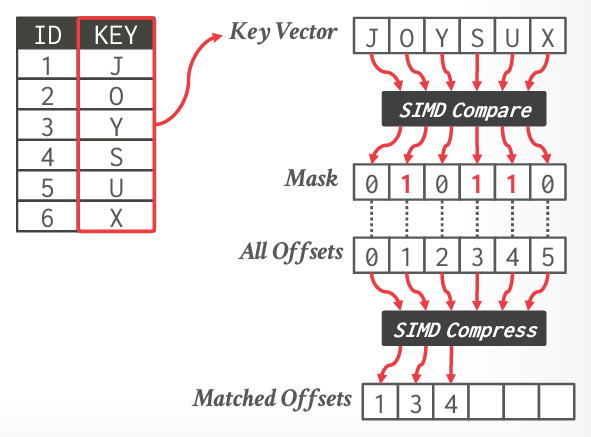 ID KEY
1 J
2 O
3 Y
4 S
5 U
6 X
Key Vector J O Y S U X
SIMD Compare
Mask 0 1 0 1 1 0
All Offsets 0 1 2 3 4 5
SIMD Compress
Matched Offsets 1 3 4